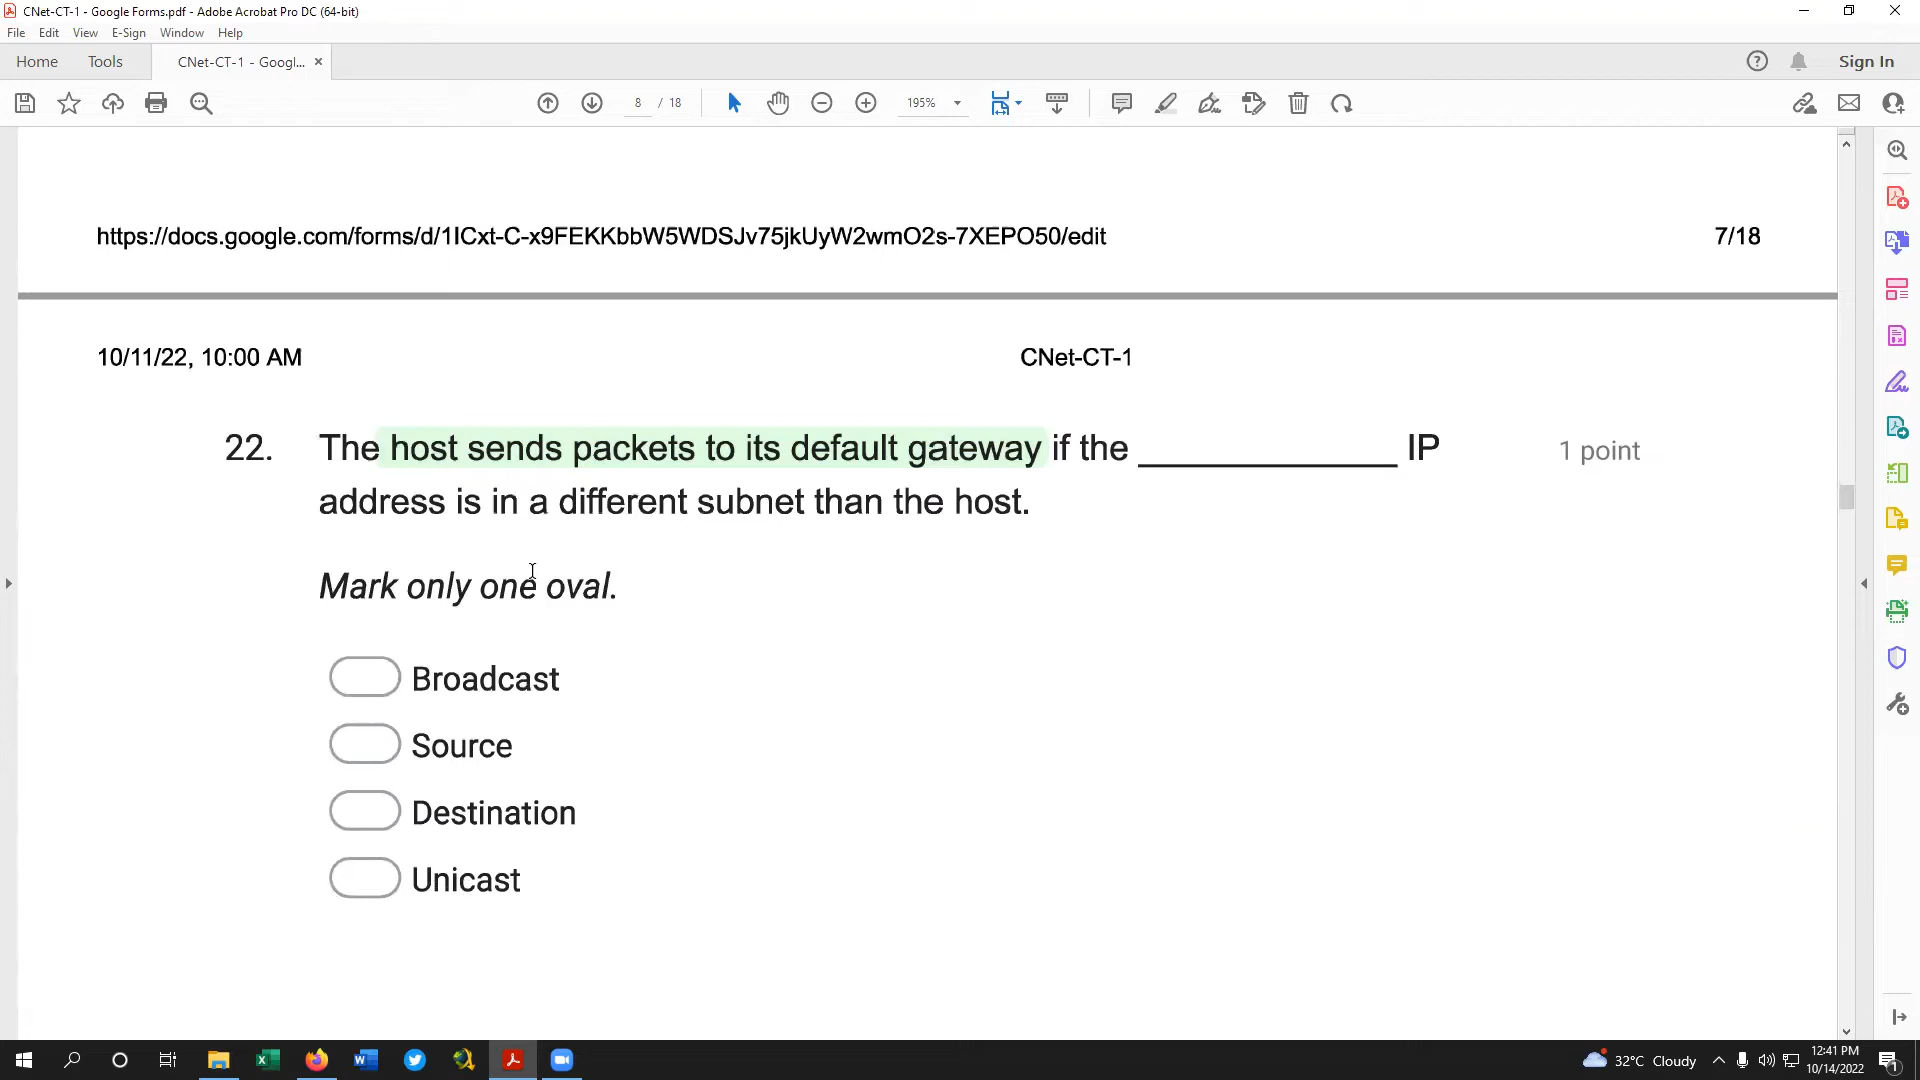 CNet-CT-1 - Google Forms.pdf - Adobe Acrobat Pro DC (64-bit)
File Edit View E-Sign Window Help
Home Tools CNet-CT-1 - Googl... × Sign In
8 / 18 195%
https://docs.google.com/forms/d/1ICxt-C-x9FEKKbbW5WDSJv75jkUyW2wmO2s-7XEPO50/edit 7/18
10/11/22, 10:00 AM CNet-CT-1
22. The host sends packets to its default gateway if the ______________ IP 1 point
address is in a different subnet than the host.
Mark only one oval.
Broadcast
Source
Destination
Unicast
32°C Cloudy 12:41 PM
10/14/2022 1